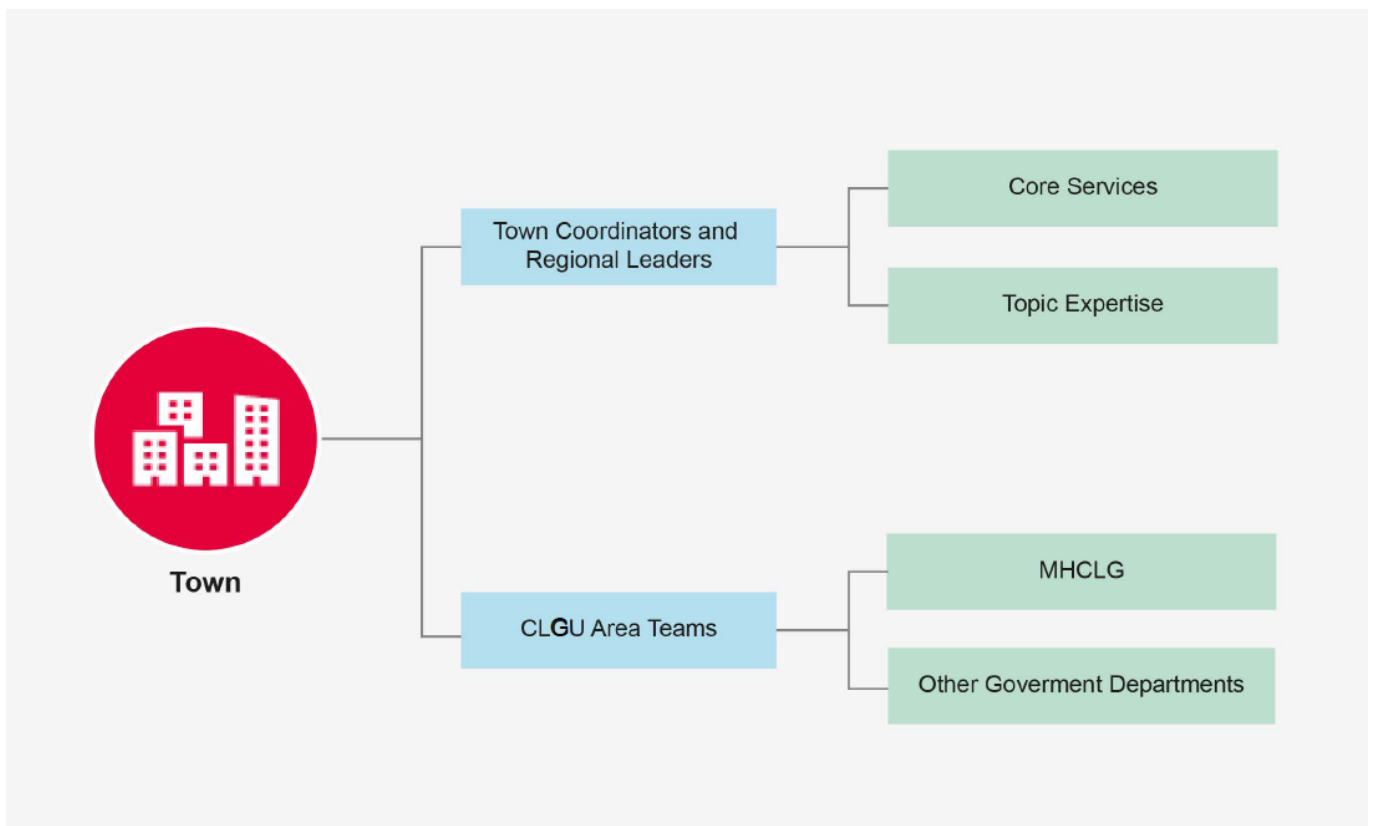 Core Services
Town Coordinators and
Regional Leaders
Topic Expertise
Town
MHCLG
CLGU Area Teams
Other Goverment Departments